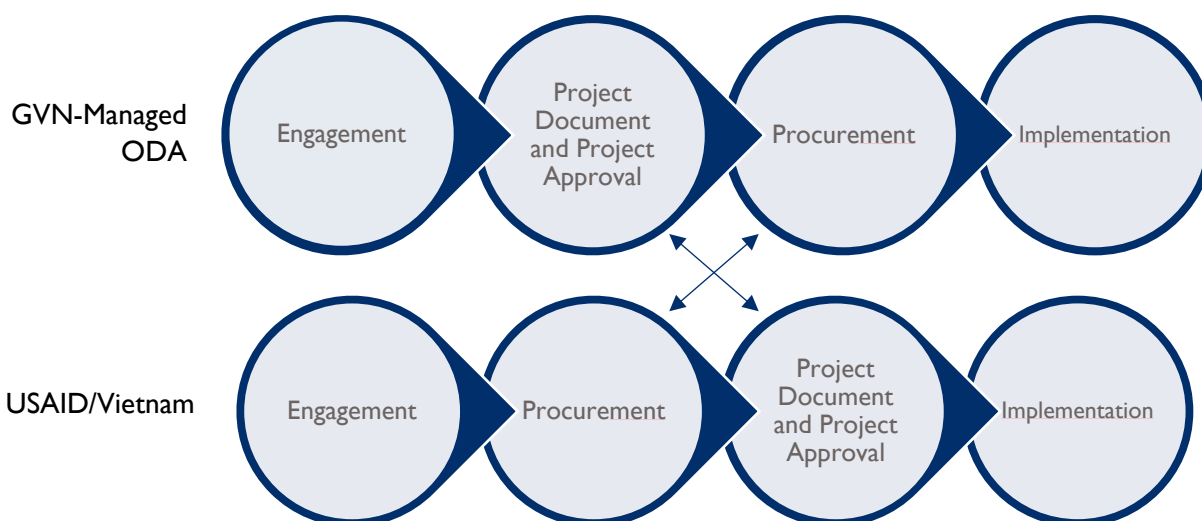 GVN-Managed
ODA
Engagement
Project
Document
and Project
Approval
Procurement
Implementation
USAID/Vietnam
Engagement
Procurement
Project
Document
and Project
Approval
Implementation